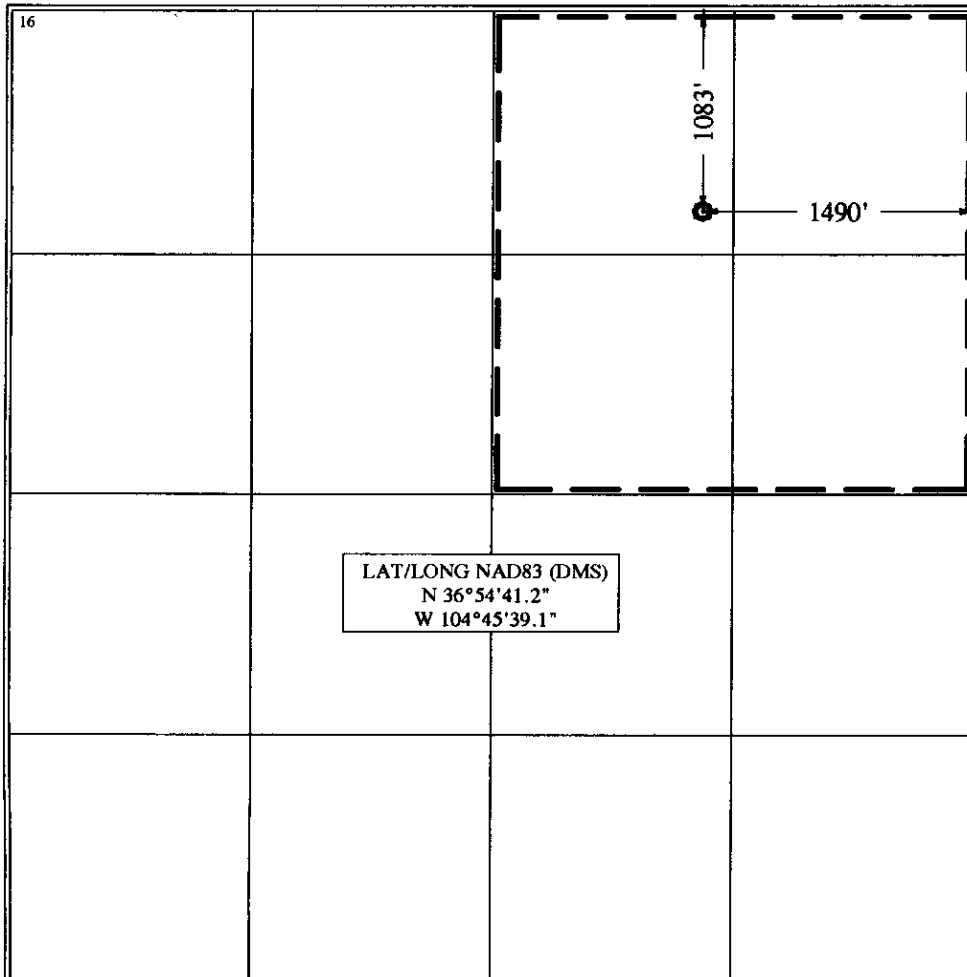 16
1083'
1490'
LAT/LONG NAD83 (DMS)
N 36°54'41.2"
W 104°45'39.1"